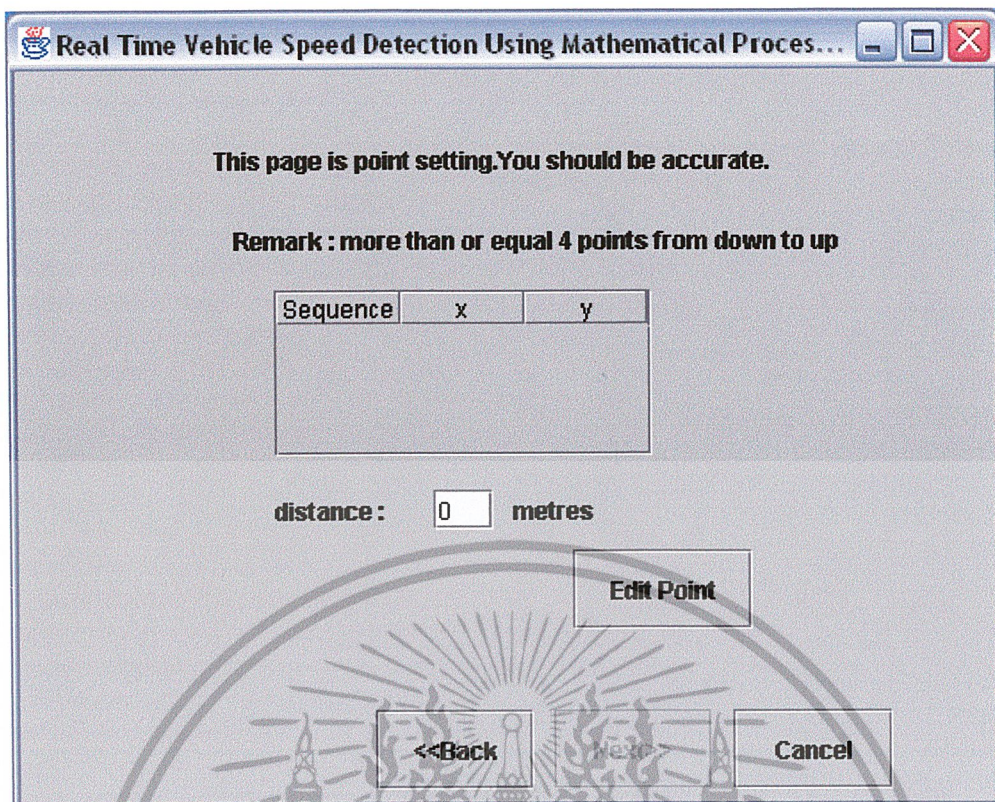 Real Time Vehicle Speed Detection Using Mathematical Proces...
This page is point setting.You should be accurate.
Remark : more than or equal 4 points from down to up
Sequence x y
distance : 0 metres
Edit Point
<<Back Next>> Cancel